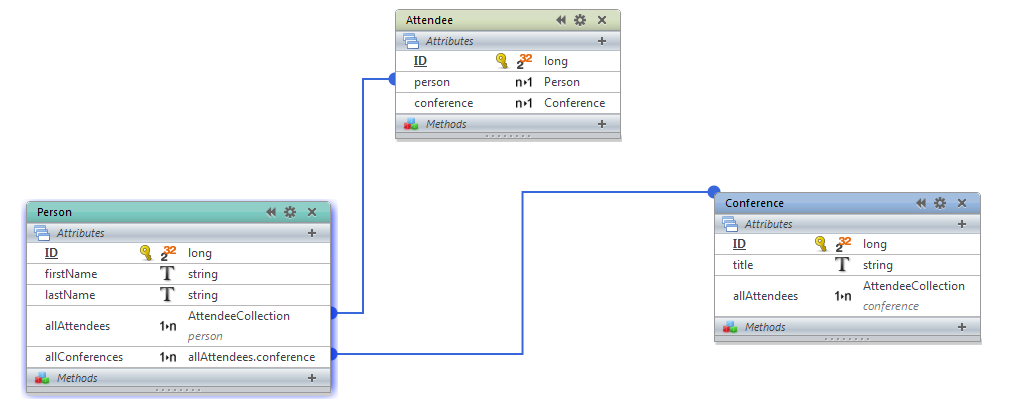 Attendee
Attributes
ID 2 32 long
person n▸1 Person
conference n▸1 Conference
Methods
Person
Attributes
ID 2 32 long
firstName T string
lastName T string
allAttendees 1▸n AttendeeCollection
person
allConferences 1▸n allAttendees.conference
Methods
Conference
Attributes
ID 2 32 long
title T string
allAttendees 1▸n AttendeeCollection
conference
Methods